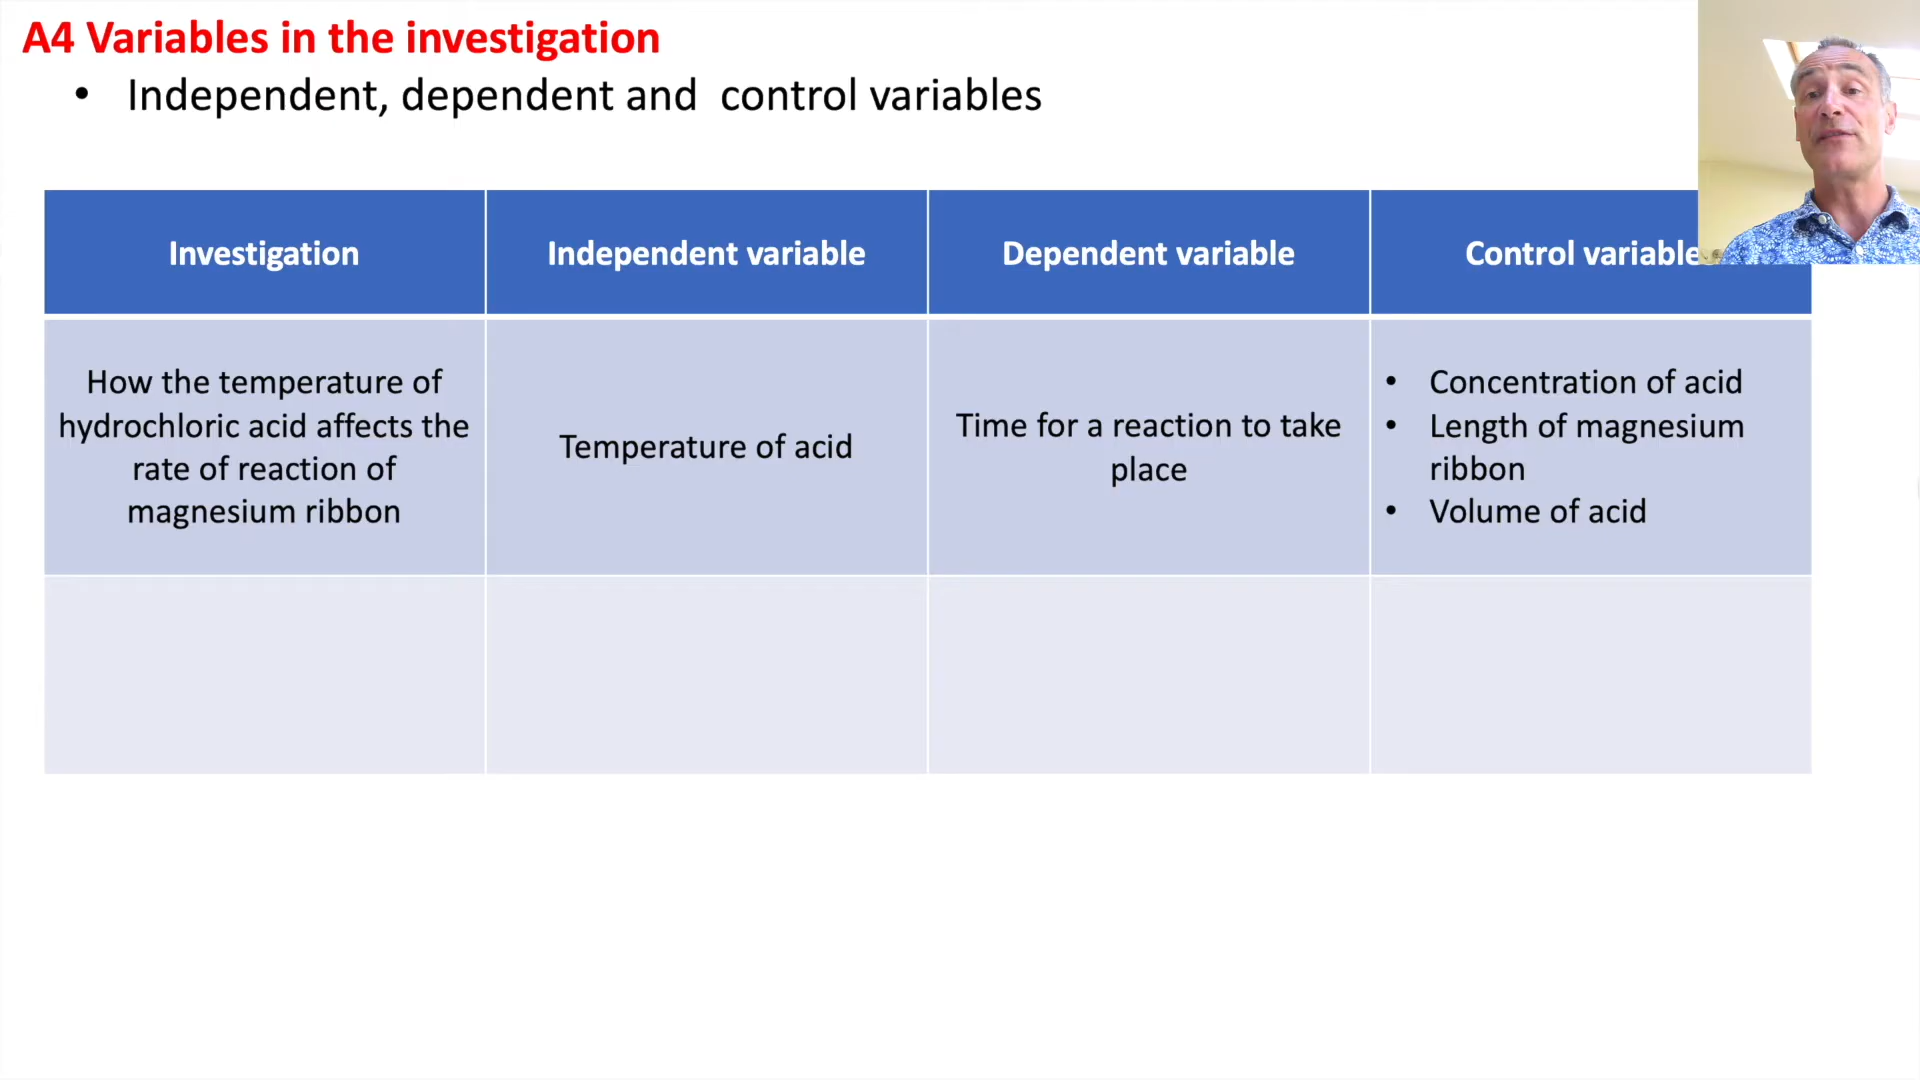 A4 Variables in the investigation
• Independent, dependent and control variables
Investigation
Independent variable
Dependent variable
Control variable
How the temperature of
hydrochloric acid affects the
rate of reaction of
magnesium ribbon
Temperature of acid
Time for a reaction to take
place
• Concentration of acid
• Length of magnesium
ribbon
• Volume of acid